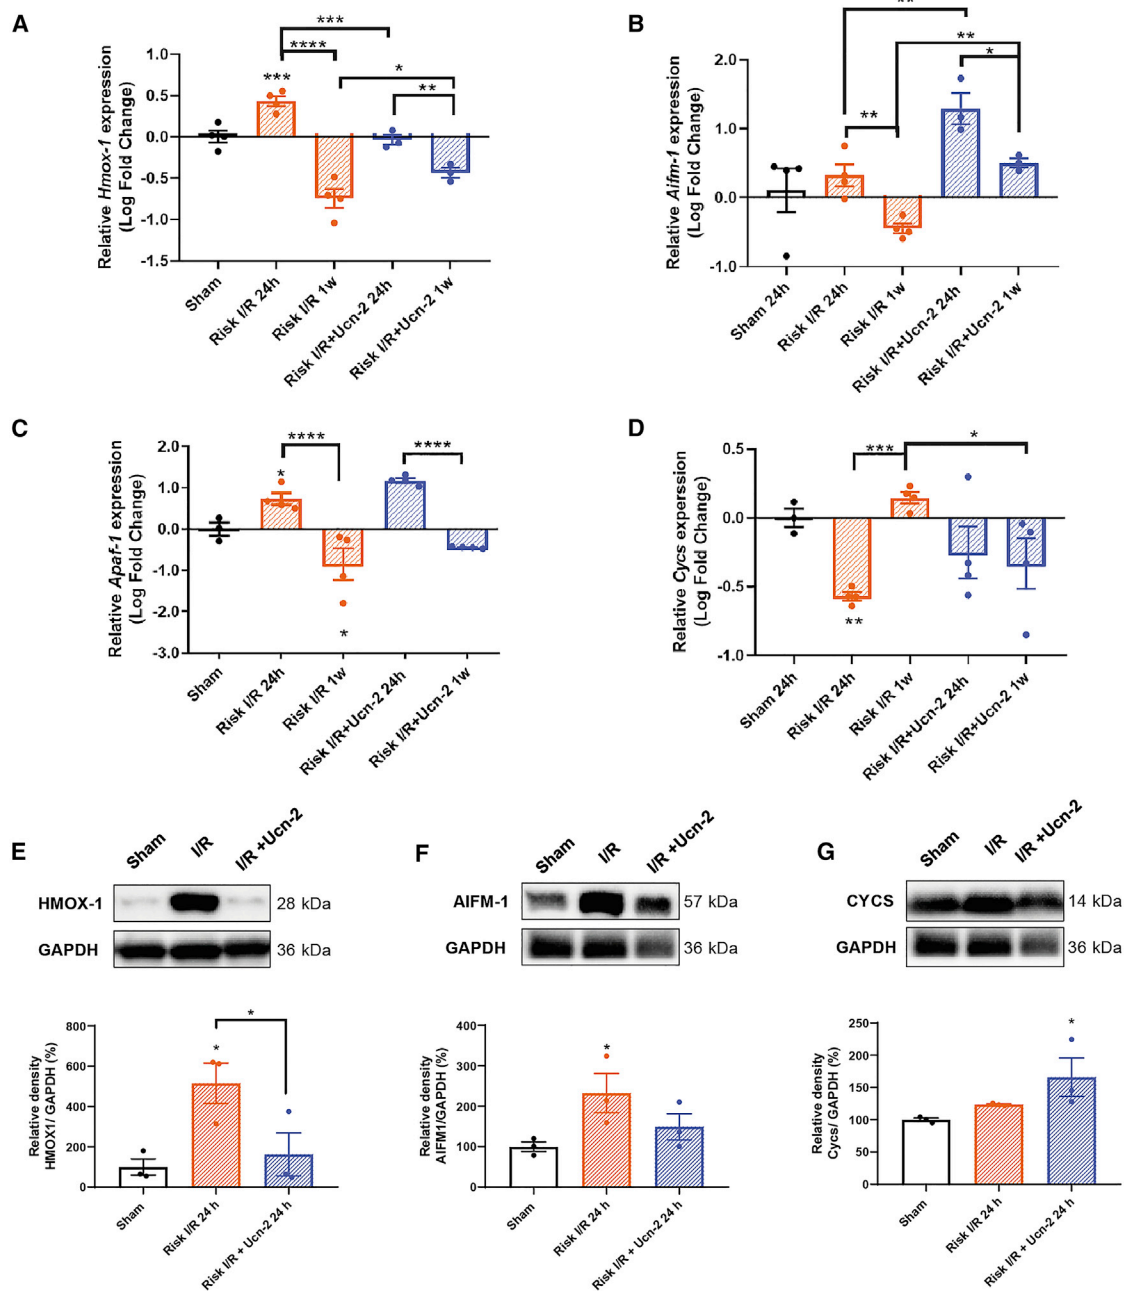 A
Relative Hmox-1 expression
(Log Fold Change)
1.0
0.5
0.0
-0.5
-1.0
-1.5
***
***
****
*
**
Sham
Risk I/R 24h
Risk I/R 1w
Risk I/R+Ucn-2 24h
Risk I/R+Ucn-2 1w
B
Relative Aifm-1 expression
(Log Fold Change)
2.0
1.0
0.0
-1.0
**
**
*
**
Sham 24h
Risk I/R 24h
Risk I/R 1w
Risk I/R+Ucn-2 24h
Risk I/R+Ucn-2 1w
C
Relative Apaf-1 expression
(Log Fold Change)
2.0
1.0
0.0
-1.0
-2.0
-3.0
****
****
*
*
Sham
Risk I/R 24h
Risk I/R 1w
Risk I/R+Ucn-2 24h
Risk I/R+Ucn-2 1w
D
Relative Cycs experssion
(Log Fold Change)
0.5
0.0
-0.5
-1.0
***
*
**
Sham 24h
Risk I/R 24h
Risk I/R 1w
Risk I/R+Ucn-2 24h
Risk I/R+Ucn-2 1w
E
Sham
I/R
I/R +Ucn-2
HMOX-1
28 kDa
GAPDH
36 kDa
Relative density
HMOX1/ GAPDH (%)
800
600
400
200
0
*
*
Sham
Risk I/R 24 h
Risk I/R + Ucn-2 24 h
F
Sham
I/R
I/R +Ucn-2
AIFM-1
57 kDa
GAPDH
36 kDa
Relative density
AIFM1/GAPDH (%)
400
300
200
100
0
*
Sham
Risk I/R 24 h
Risk I/R + Ucn-2 24 h
G
Sham
I/R
I/R +Ucn-2
CYCS
14 kDa
GAPDH
36 kDa
Relative density
Cycs/ GAPDH (%)
250
200
150
100
50
0
*
Sham
Risk I/R 24 h
Risk I/R + Ucn-2 24 h